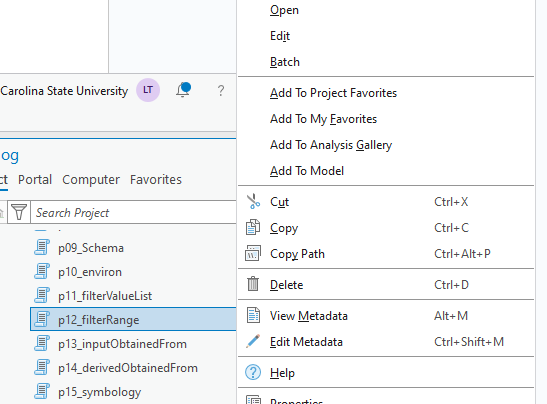 Open
Edit
Batch
Carolina State University LT ?
Add To Project Favorites
Add To My Favorites
Add To Analysis Gallery
Add To Model
og
ct Portal Computer Favorites
Search Project
Cut Ctrl+X
Copy Ctrl+C
Copy Path Ctrl+Alt+P
Delete Ctrl+D
View Metadata Alt+M
Edit Metadata Ctrl+Shift+M
Help
Properties
p09_Schema
p10_environ
p11_filterValueList
p12_filterRange
p13_inputObtainedFrom
p14_derivedObtainedFrom
p15_symbology